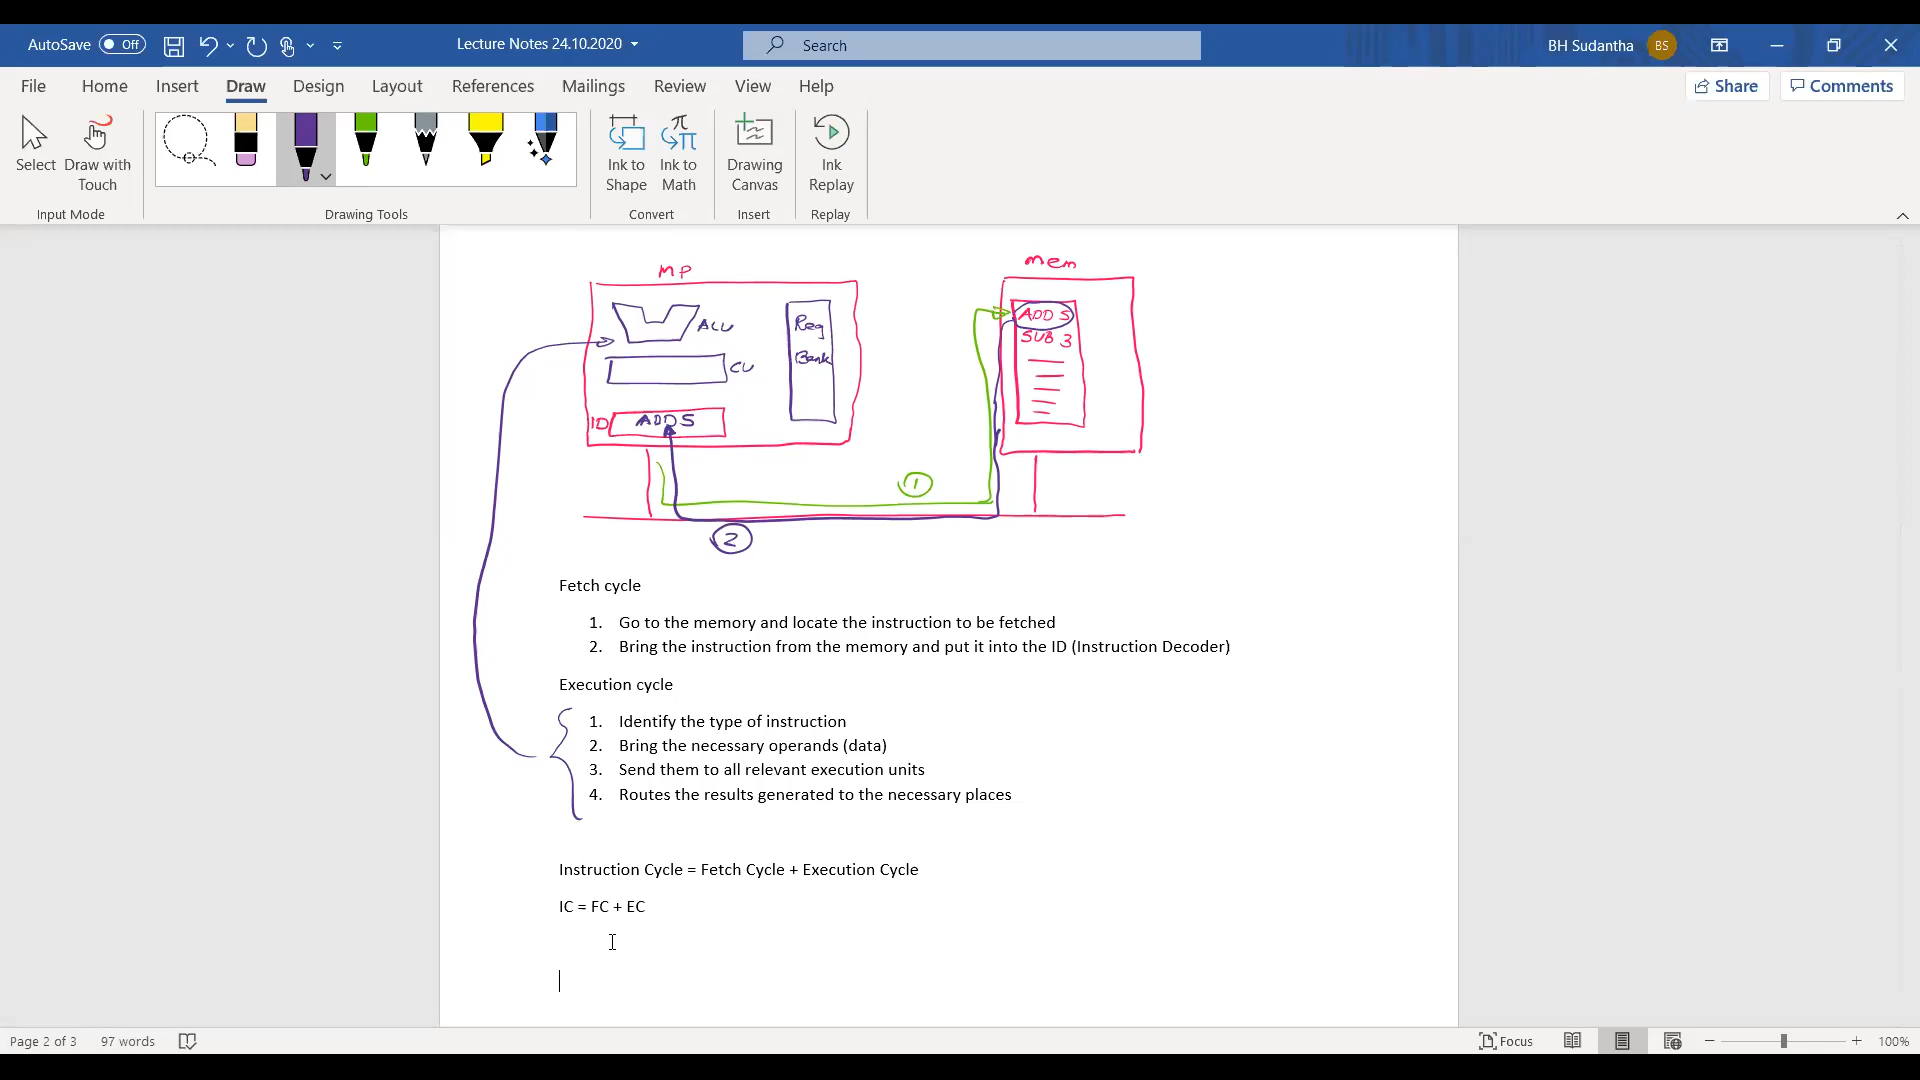 AutoSave Off
Lecture Notes 24.10.2020
Search
BH Sudantha BS
File Home Insert Draw Design Layout References Mailings Review View Help
Share Comments
Select
Draw with Touch
Ink to Shape
Ink to Math
Drawing Canvas
Ink Replay
Input Mode Drawing Tools Convert Insert Replay
MP
mem
ALU
Reg
Bank
CU
ID ADD 5
ADD 5
SUB 3
1
2
Fetch cycle
1. Go to the memory and locate the instruction to be fetched
2. Bring the instruction from the memory and put it into the ID (Instruction Decoder)
Execution cycle
1. Identify the type of instruction
2. Bring the necessary operands (data)
3. Send them to all relevant execution units
4. Routes the results generated to the necessary places
Instruction Cycle = Fetch Cycle + Execution Cycle
IC = FC + EC
Page 2 of 3 97 words Focus 100%